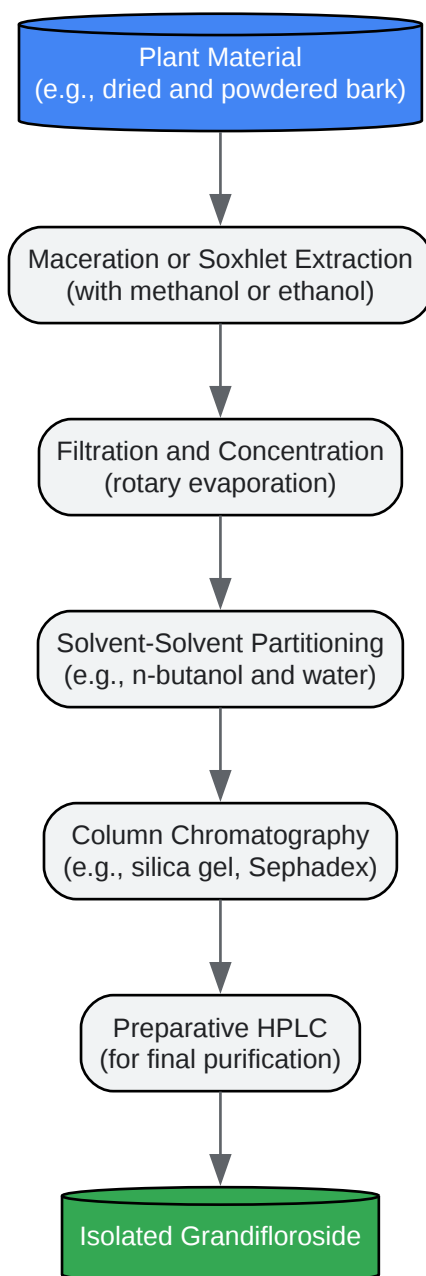 Plant Material
(e.g., dried and powdered bark)
Maceration or Soxhlet Extraction
(with methanol or ethanol)
Filtration and Concentration
(rotary evaporation)
Solvent-Solvent Partitioning
(e.g., n-butanol and water)
Column Chromatography
(e.g., silica gel, Sephadex)
Preparative HPLC
(for final purification)
Isolated Grandifloroside